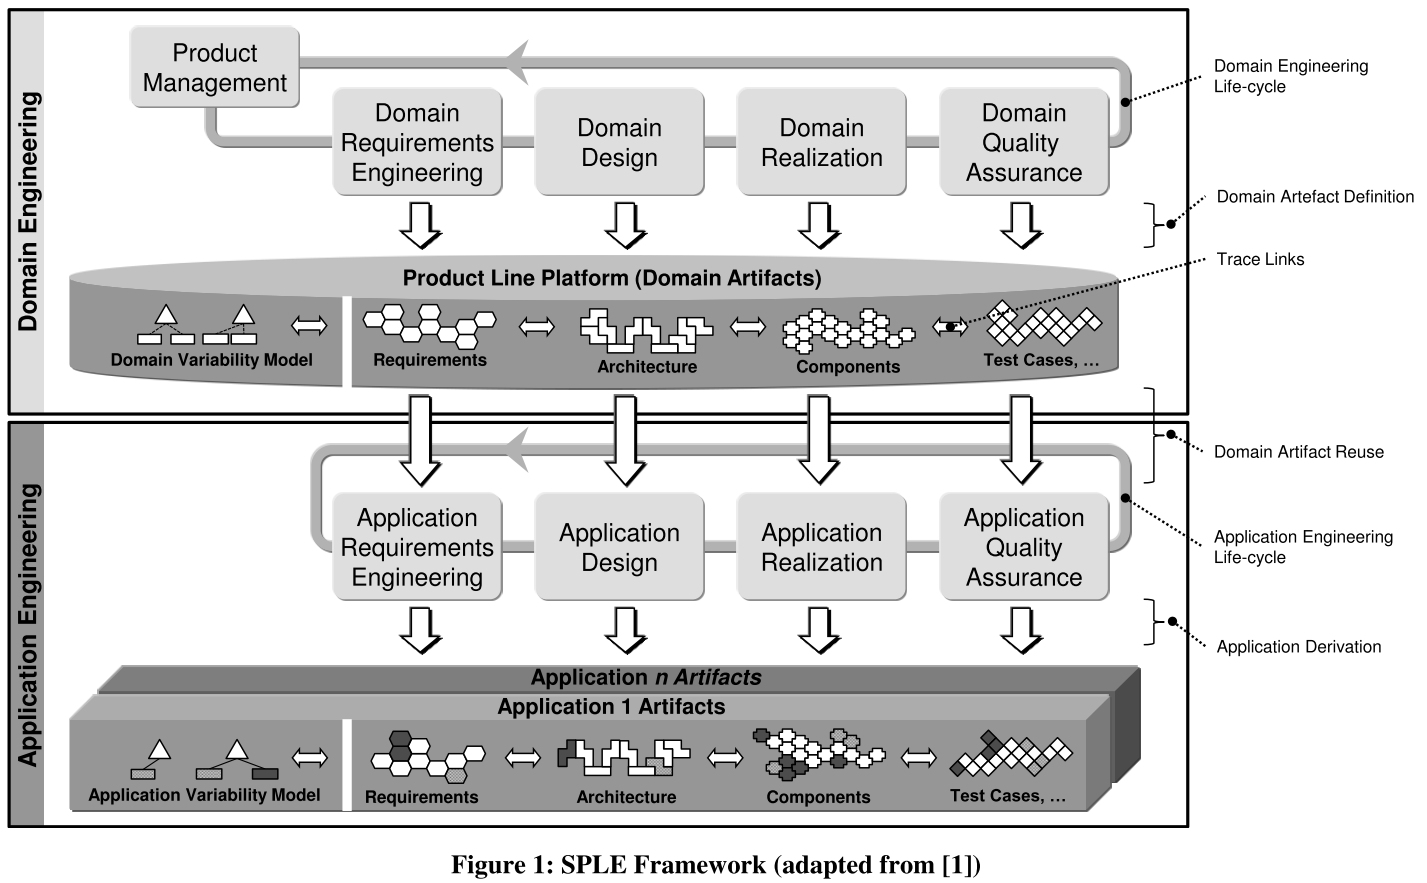 Domain Engineering
Product
Management
Domain
Requirements
Engineering
Domain
Design
Domain
Realization
Domain
Quality
Assurance
Domain Engineering
Life-cycle
Domain Artefact Definition
Trace Links
Product Line Platform (Domain Artifacts)
Domain Variability Model
Requirements
Architecture
Components
Test Cases, ...
Domain Artifact Reuse
Application Engineering
Application
Requirements
Engineering
Application
Design
Application
Realization
Application
Quality
Assurance
Application Engineering
Life-cycle
Application Derivation
Application n Artifacts
Application 1 Artifacts
Application Variability Model
Requirements
Architecture
Components
Test Cases, ...
Figure 1: SPLE Framework (adapted from [1])